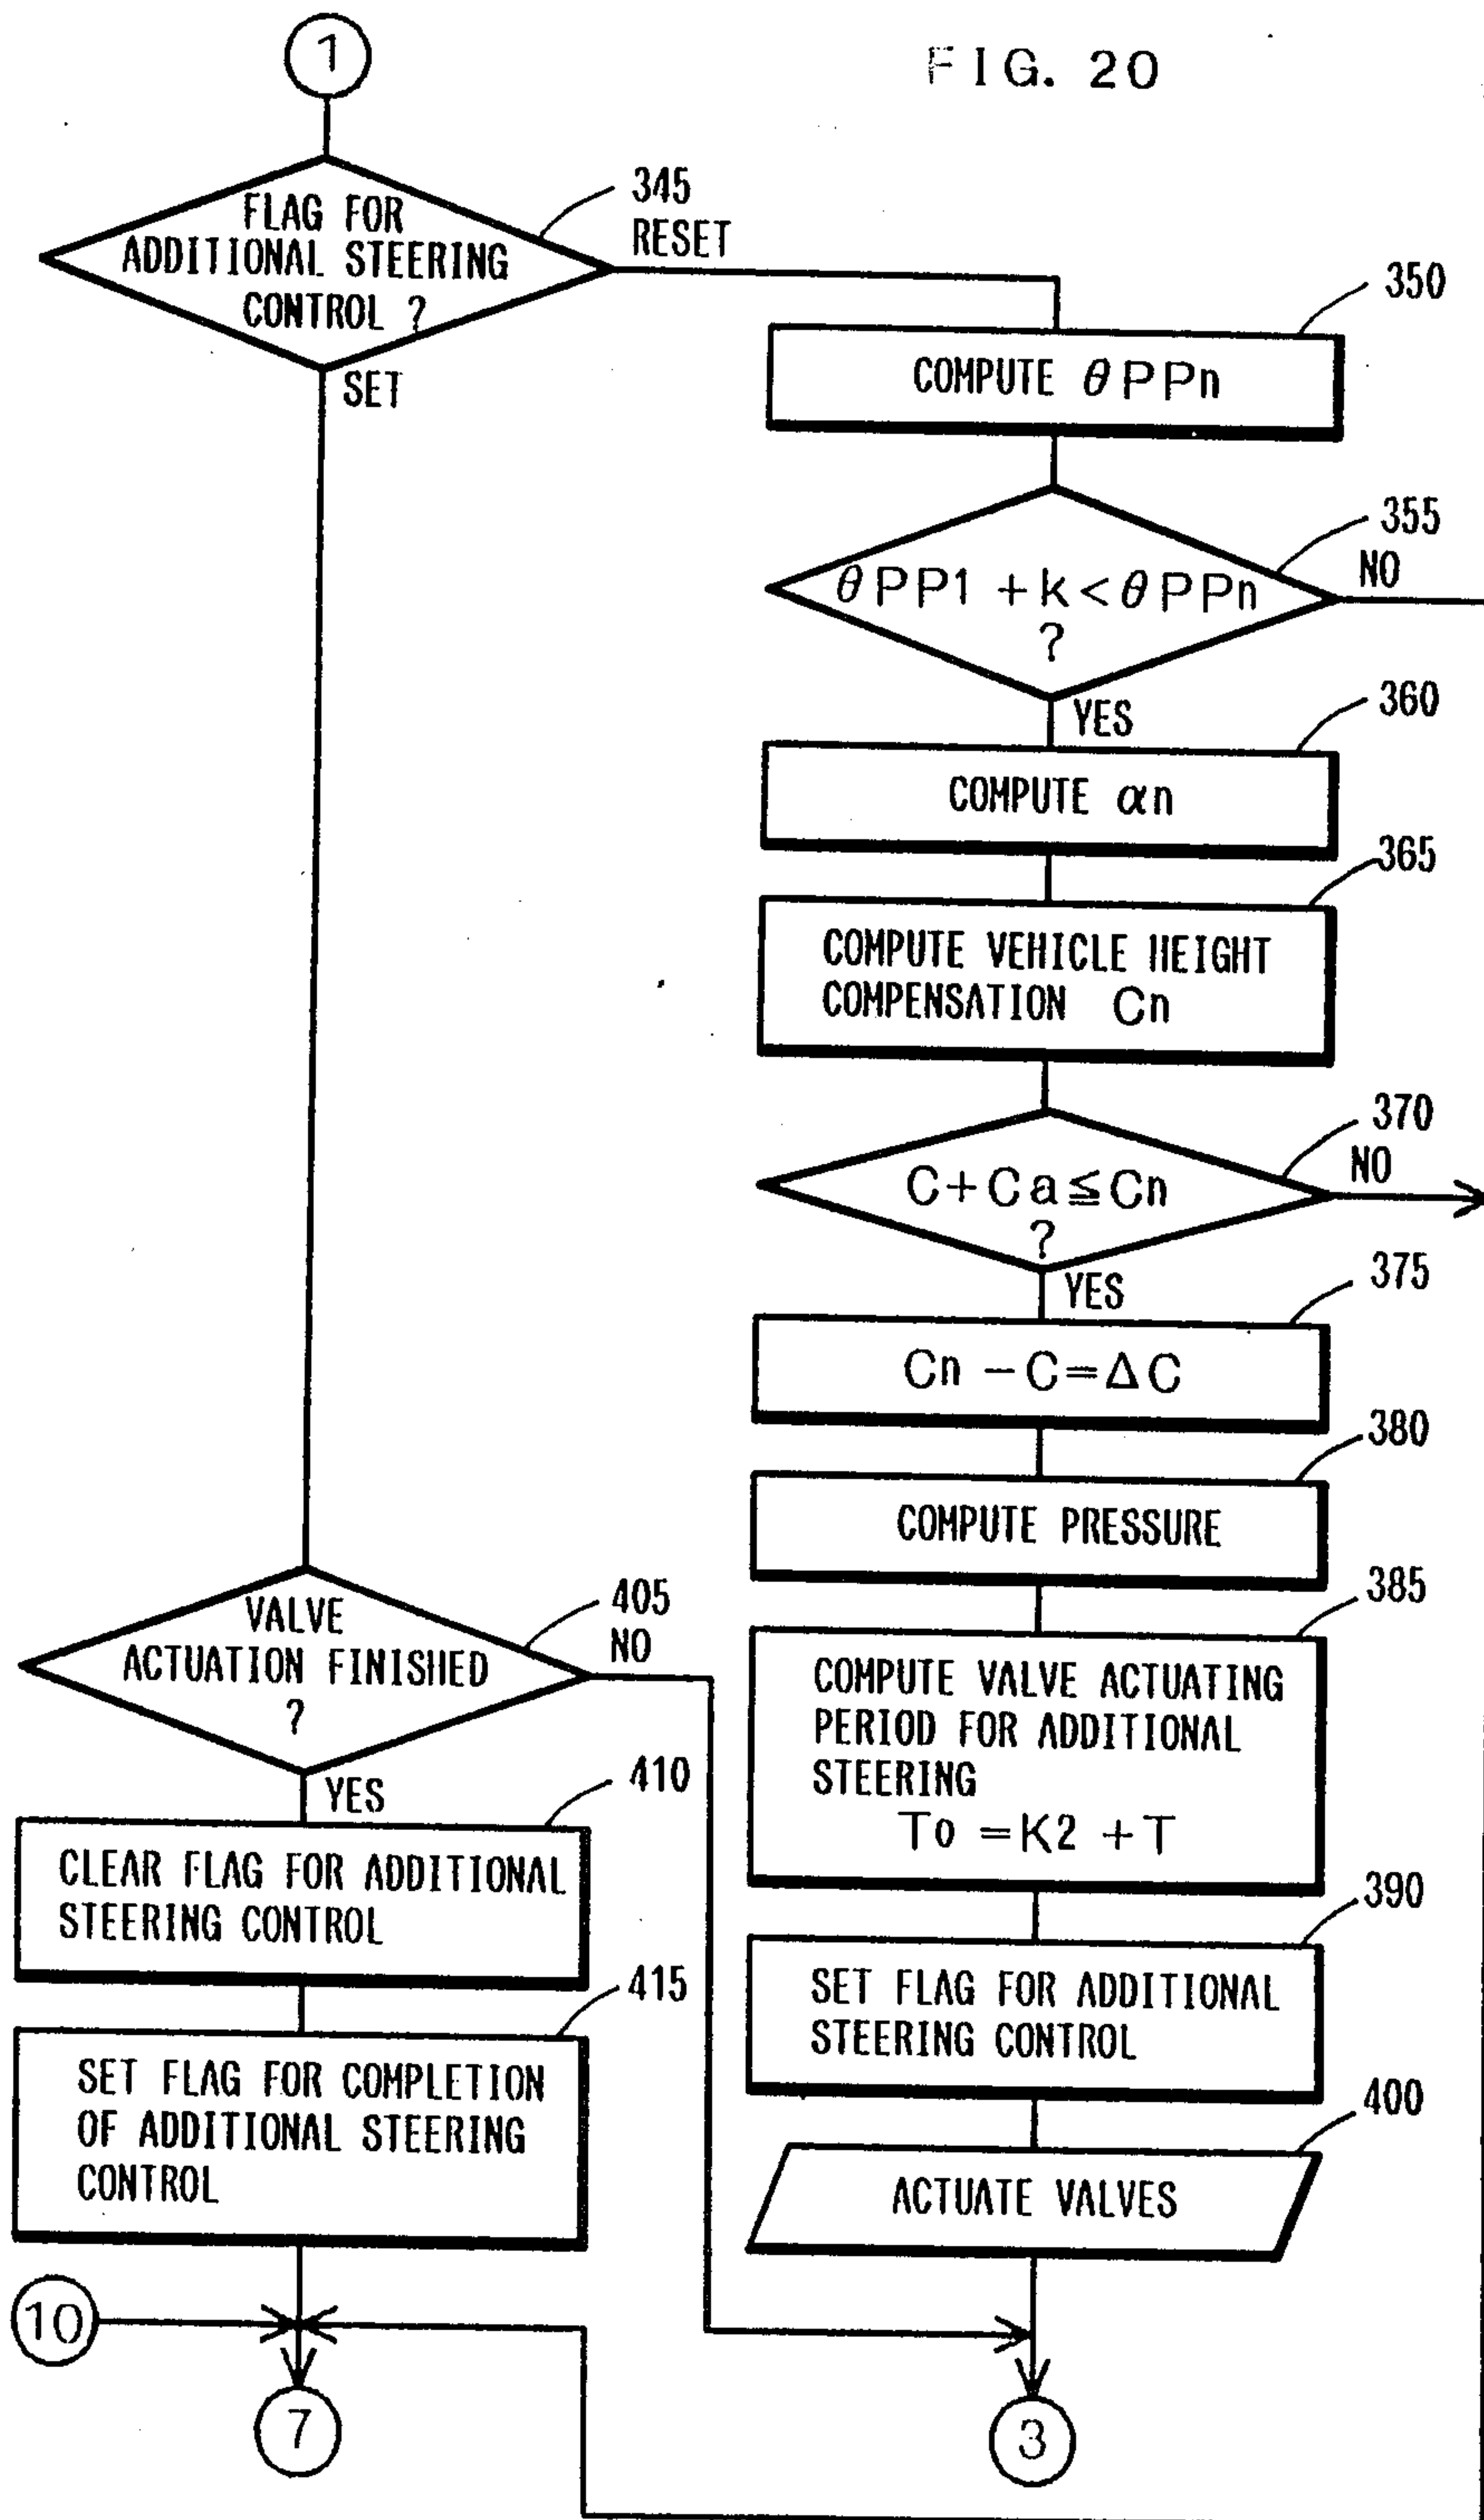 FIG. 20
1
FLAG FOR
ADDITIONAL STEERING
CONTROL ?
345
RESET
SET
350
COMPUTE θPPn
355
NO
θPP1 +k<θPPn
?
YES
360
COMPUTE αn
365
COMPUTE VEHICLE HEIGHT
COMPENSATION Cn
370
NO
C+Ca≦Cn
?
YES
375
Cn −C=ΔC
380
COMPUTE PRESSURE
385
COMPUTE VALVE ACTUATING
PERIOD FOR ADDITIONAL
STEERING
To =K2 +T
390
SET FLAG FOR ADDITIONAL
STEERING CONTROL
400
ACTUATE VALVES
3
VALVE
ACTUATION FINISHED
?
405
NO
YES
410
CLEAR FLAG FOR ADDITIONAL
STEERING CONTROL
415
SET FLAG FOR COMPLETION
OF ADDITIONAL STEERING
CONTROL
10
7